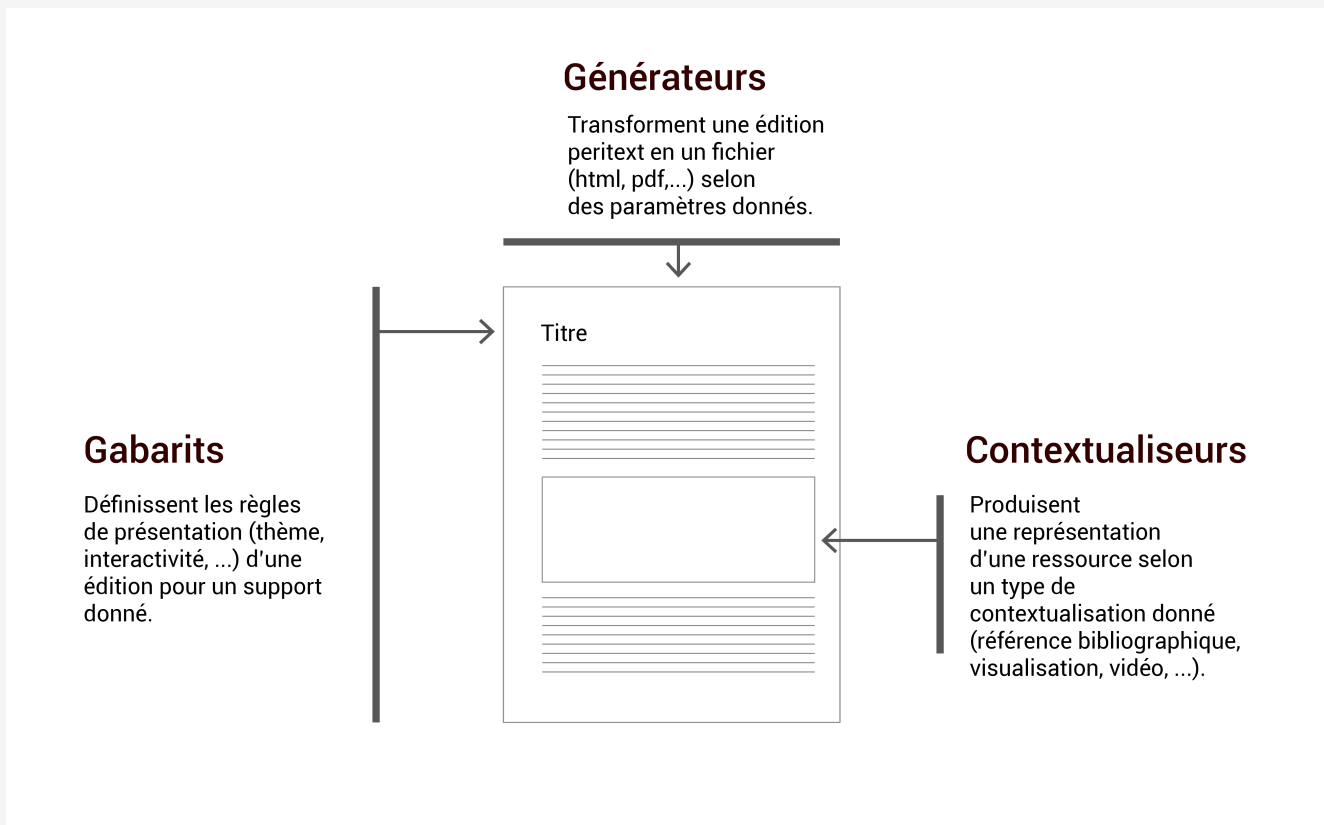 Générateurs
Transforment une édition
peritext en un fichier
(html, pdf,...) selon
des paramètres donnés.
Titre
Gabarits
Définissent les règles
de présentation (thème,
interactivité, ...) d'une
édition pour un support
donné.
Contextualiseurs
Produisent
une représentation
d'une ressource selon
un type de
contextualisation donné
(référence bibliographique,
visualisation, vidéo, ...).